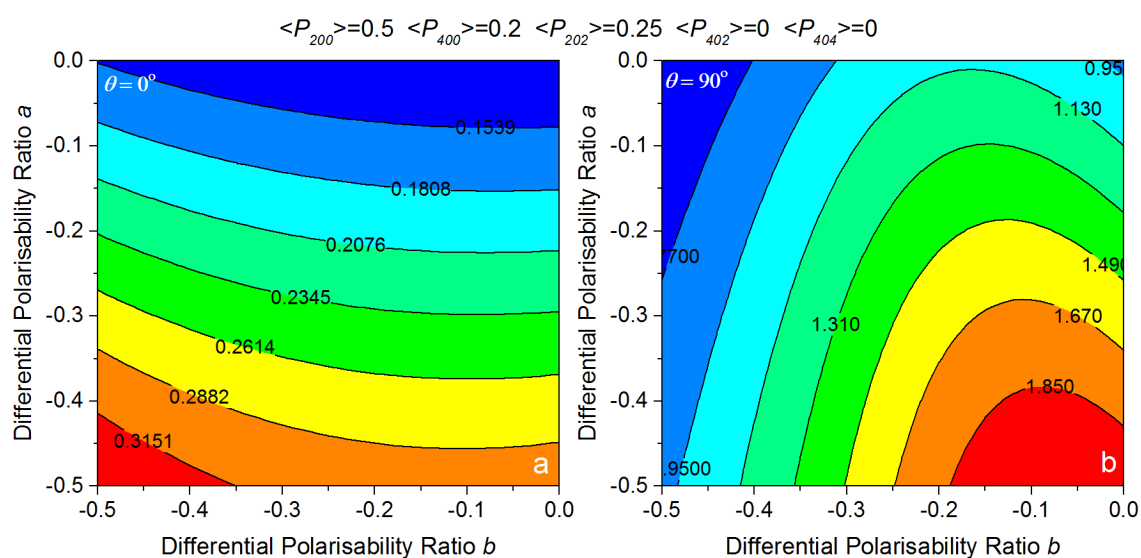 <P200>=0.5 <P400>=0.2 <P202>=0.25 <P402>=0 <P404>=0
θ= 0°
0.1539
0.1808
0.2076
0.2345
0.2614
0.2882
0.3151
a
0.0
-0.1
-0.2
-0.3
-0.4
-0.5
-0.5 -0.4 -0.3 -0.2 -0.1 0.0
Differential Polarisability Ratio a
Differential Polarisability Ratio b
θ= 90°
0.95
1.130
.7700
1.490
1.310
1.670
1.850
.9500
b
0.0
-0.1
-0.2
-0.3
-0.4
-0.5
-0.5 -0.4 -0.3 -0.2 -0.1 0.0
Differential Polarisability Ratio a
Differential Polarisability Ratio b